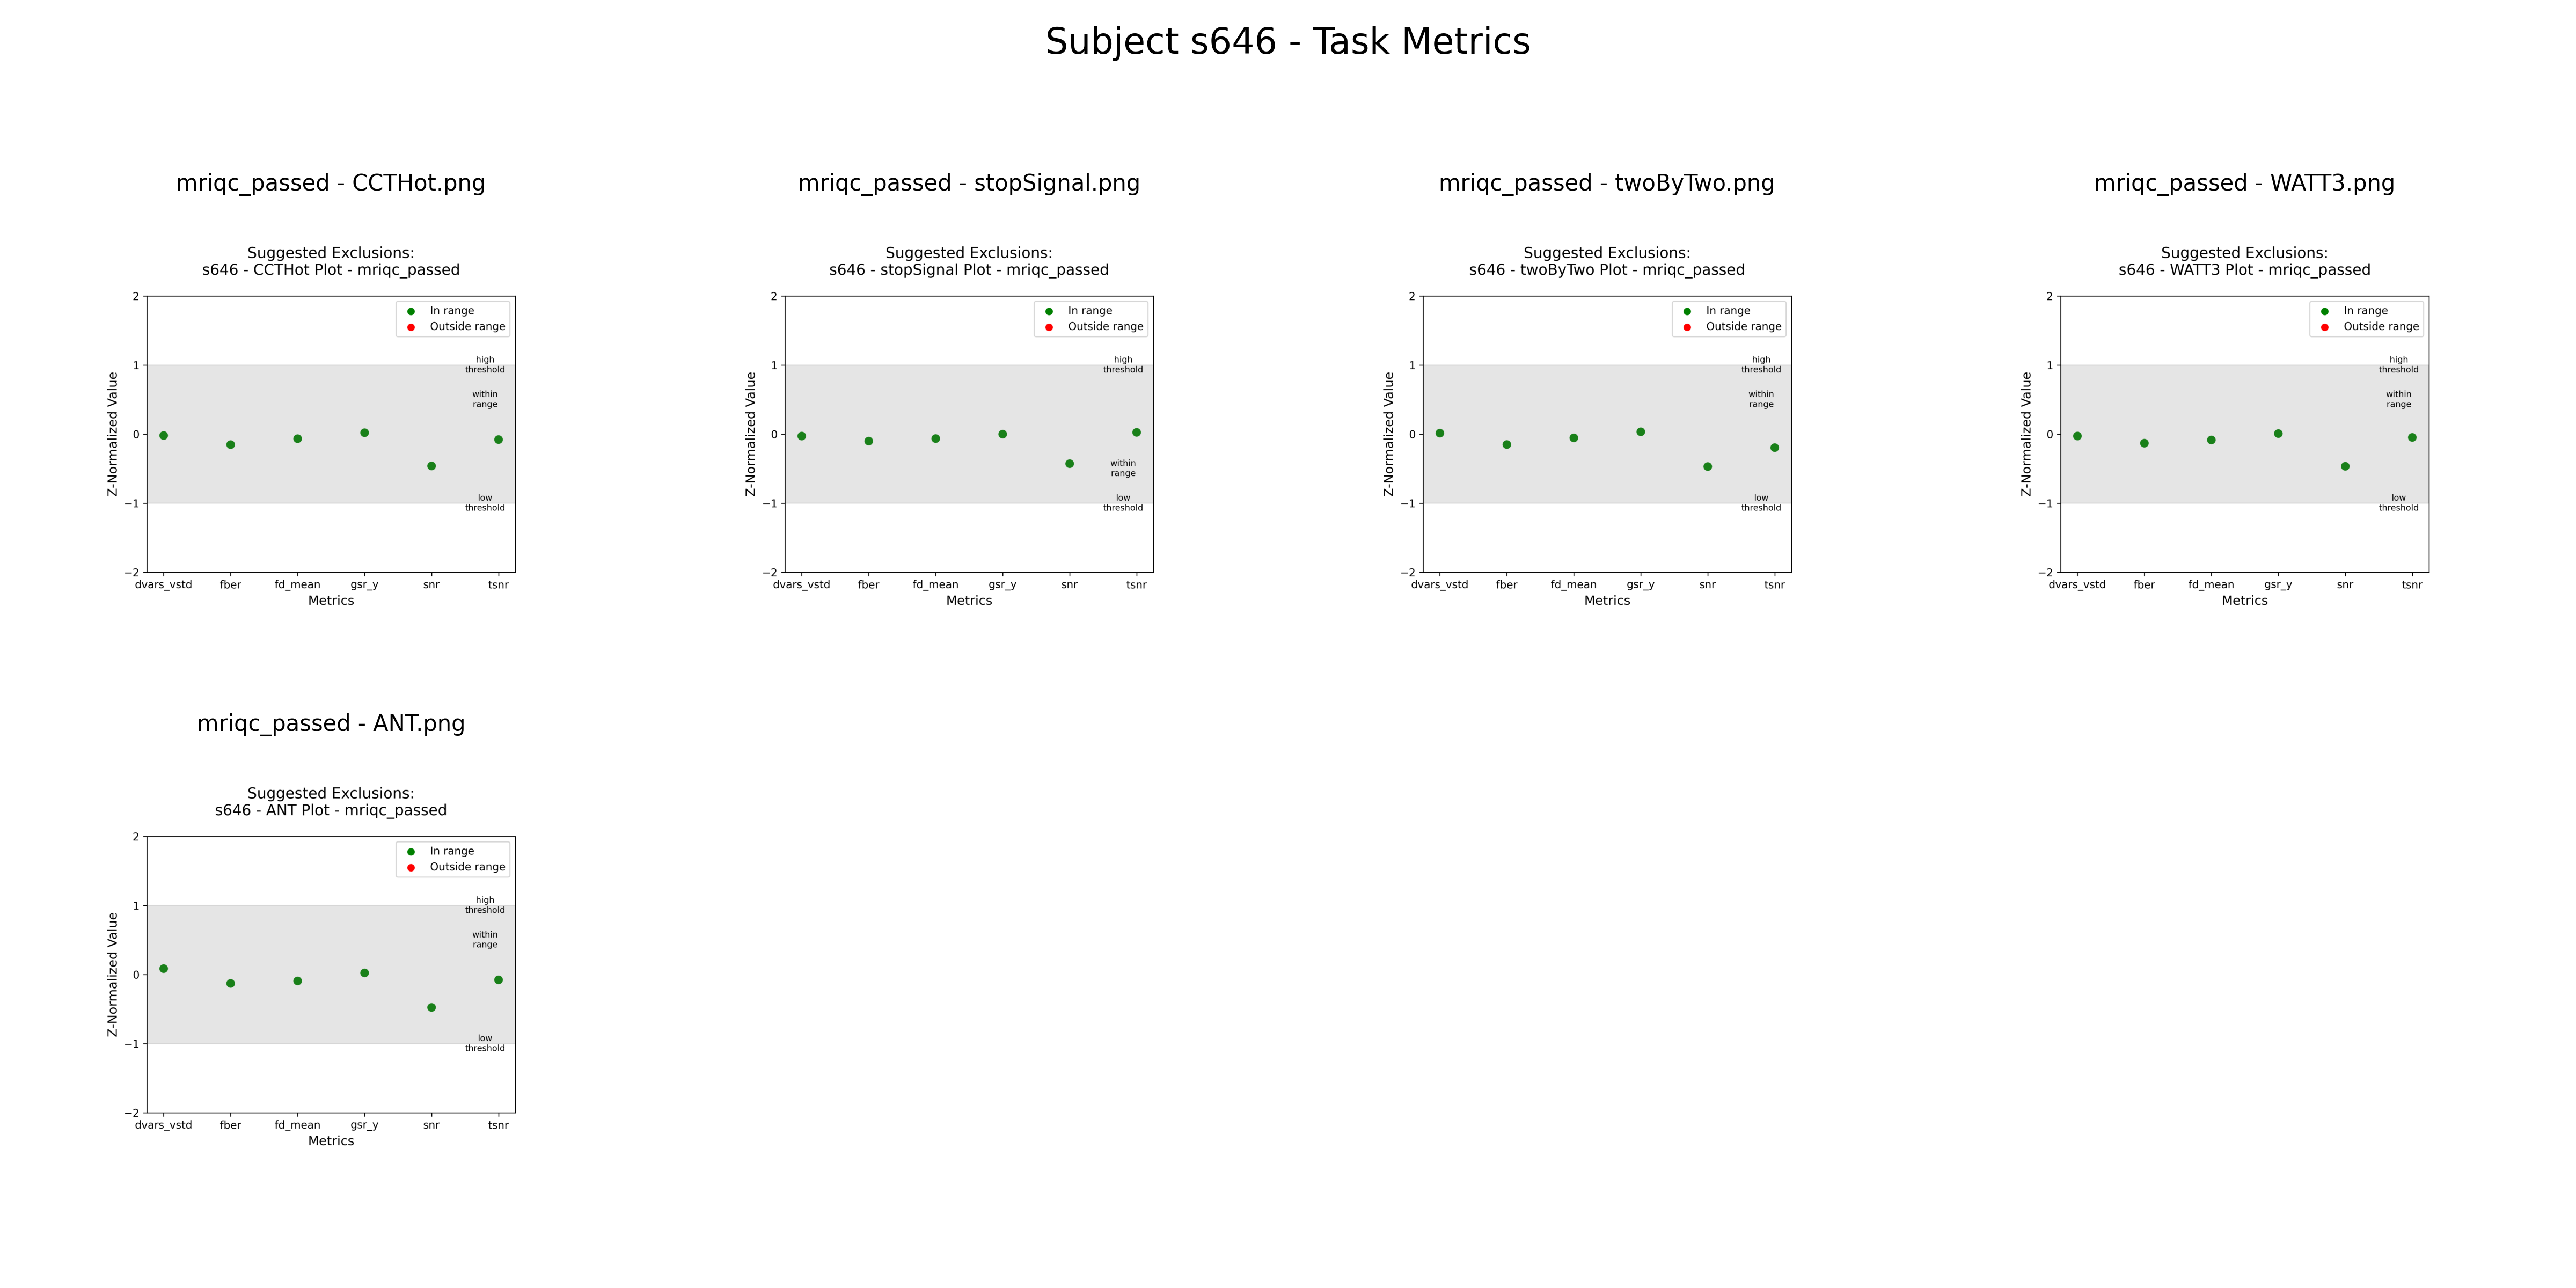 Subject s646 - Task Metrics
mriqc_passed - CCTHot.png
Suggested Exclusions:
s646 - CCTHot Plot - mriqc_passed
In range
Outside range
high
threshold
within
range
low
threshold
2
1
0
−1
−2
Z-Normalized Value
dvars_vstd fber fd_mean gsr_y snr tsnr
Metrics
mriqc_passed - stopSignal.png
Suggested Exclusions:
s646 - stopSignal Plot - mriqc_passed
In range
Outside range
high
threshold
within
range
low
threshold
2
1
0
−1
−2
Z-Normalized Value
dvars_vstd fber fd_mean gsr_y snr tsnr
Metrics
mriqc_passed - twoByTwo.png
Suggested Exclusions:
s646 - twoByTwo Plot - mriqc_passed
In range
Outside range
high
threshold
within
range
low
threshold
2
1
0
−1
−2
Z-Normalized Value
dvars_vstd fber fd_mean gsr_y snr tsnr
Metrics
mriqc_passed - WATT3.png
Suggested Exclusions:
s646 - WATT3 Plot - mriqc_passed
In range
Outside range
high
threshold
within
range
low
threshold
2
1
0
−1
−2
Z-Normalized Value
dvars_vstd fber fd_mean gsr_y snr tsnr
Metrics
mriqc_passed - ANT.png
Suggested Exclusions:
s646 - ANT Plot - mriqc_passed
In range
Outside range
high
threshold
within
range
low
threshold
2
1
0
−1
−2
Z-Normalized Value
dvars_vstd fber fd_mean gsr_y snr tsnr
Metrics